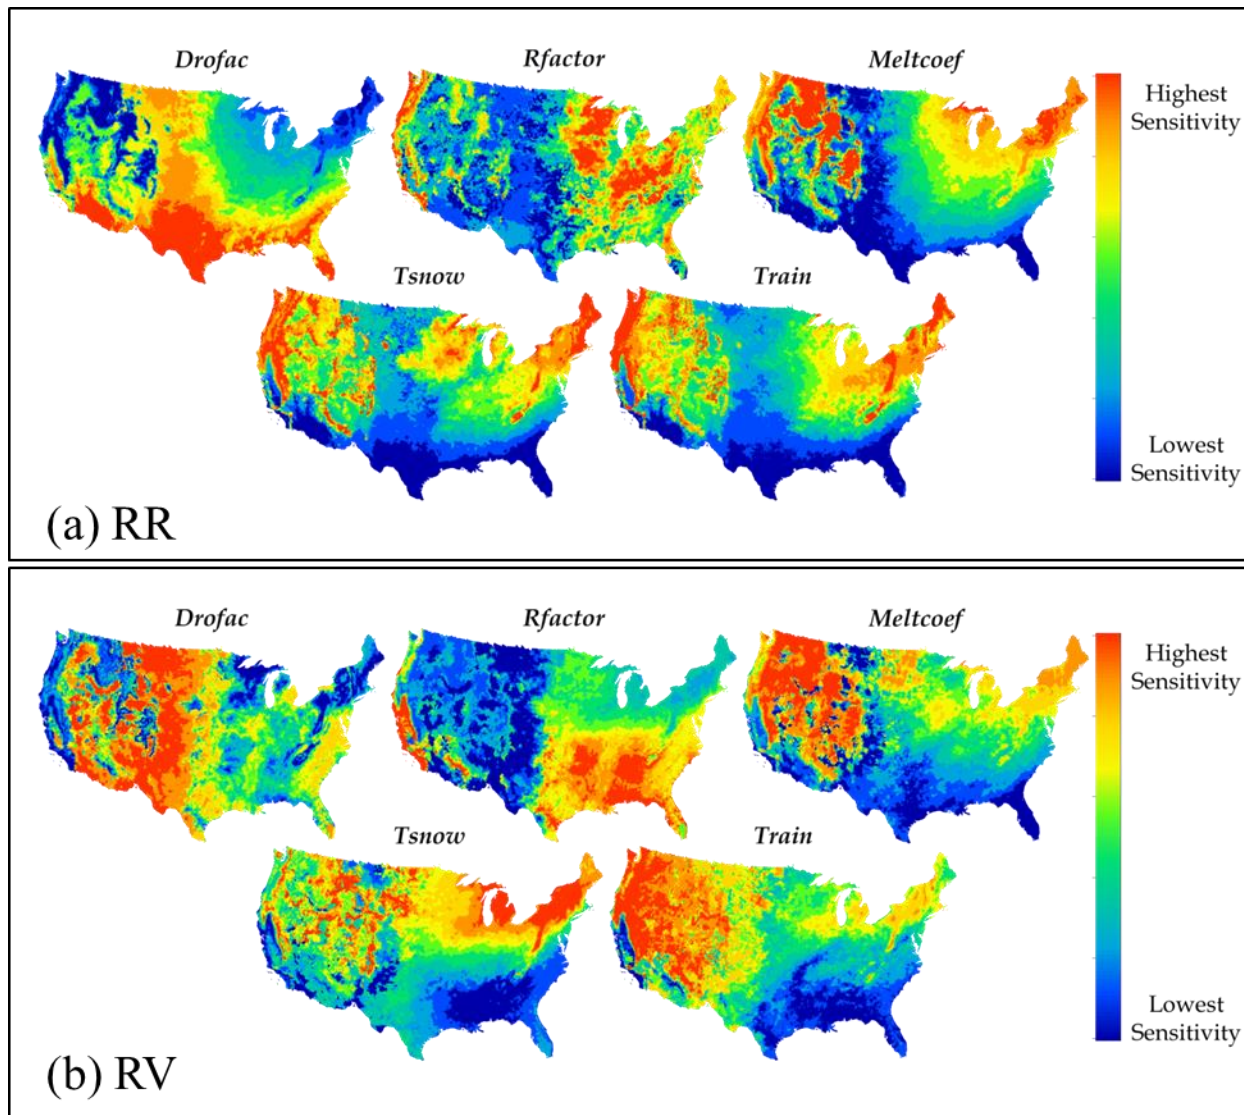 Drofac
Rfactor
Meltcoef
Highest
Sensitivity
Tsnow
Train
Lowest
Sensitivity
(a) RR
Drofac
Rfactor
Meltcoef
Highest
Sensitivity
Tsnow
Train
Lowest
Sensitivity
(b) RV